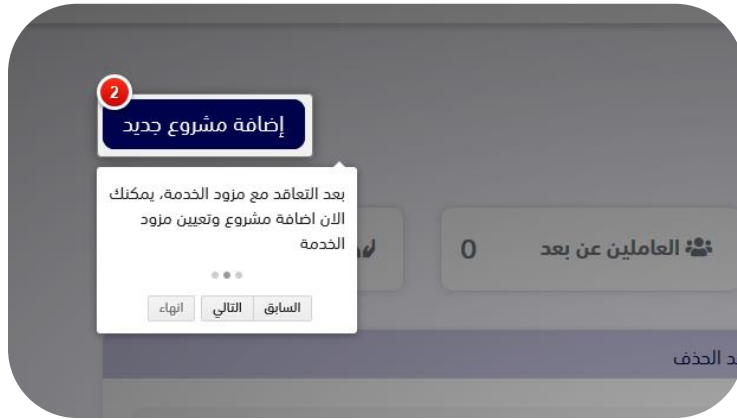 2
إضافة مشروع جديد
بعد التعاقد مع مزود الخدمة، يمكنك
الان اضافة مشروع وتعيين مزود
الخدمة
السابق التالي انهاء
العاملين عن بعد 0
الحذف